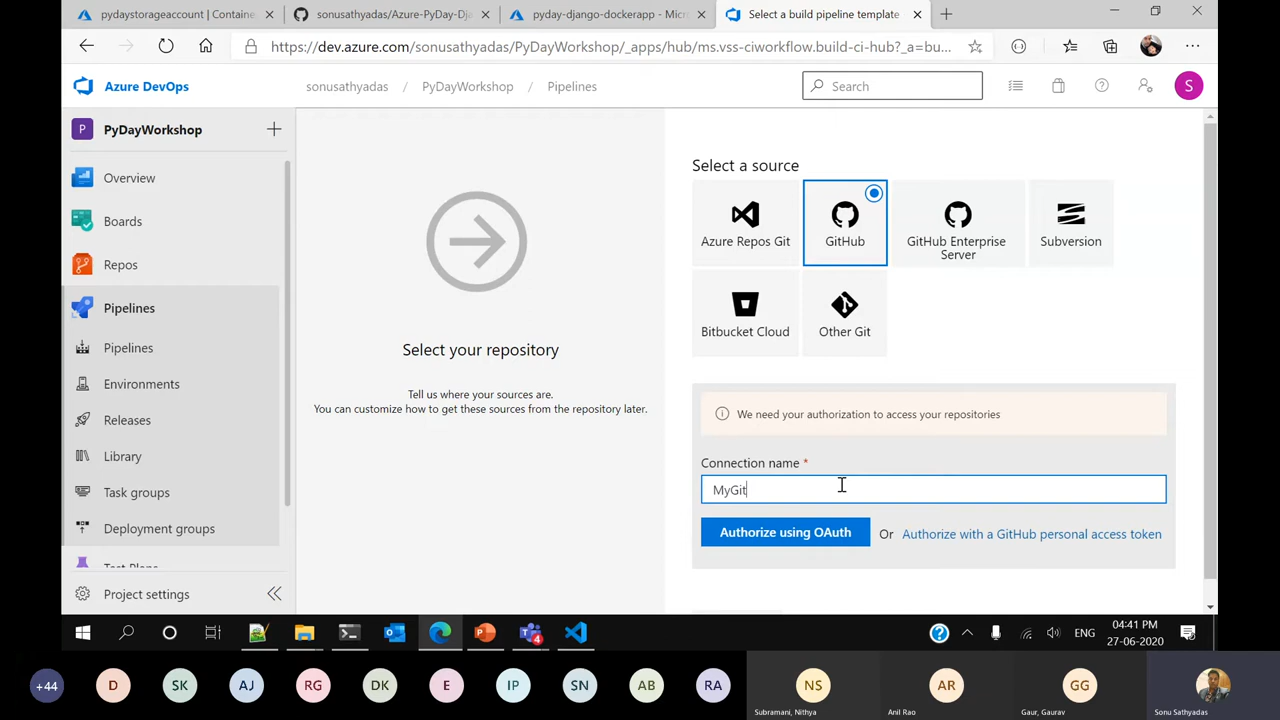 pydaystorageaccount | Containe
sonusathyadas/Azure-PyDay-Dja
pyday-django-dockerapp - Micro
Select a build pipeline template
https://dev.azure.com/sonusathyadas/PyDayWorkshop/_apps/hub/ms.vss-ciworkflow.build-ci-hub?_a=bu...
Azure DevOps
sonusathyadas / PyDayWorkshop / Pipelines
Search
S
P PyDayWorkshop
Overview
Boards
Repos
Pipelines
Pipelines
Environments
Releases
Library
Task groups
Deployment groups
Test Plans
Project settings
Select your repository
Tell us where your sources are.
You can customize how to get these sources from the repository later.
Select a source
Azure Repos Git
GitHub
GitHub Enterprise
Server
Subversion
Bitbucket Cloud
Other Git
We need your authorization to access your repositories
Connection name *
MyGit
Authorize using OAuth Or Authorize with a GitHub personal access token
4
ENG
04:41 PM
27-06-2020
+44
D
SK
AJ
RG
DK
E
IP
SN
AB
RA
NS
Subramani, Nithya
AR
Anil Rao
GG
Gaur, Gaurav
Sonu Sathyadas